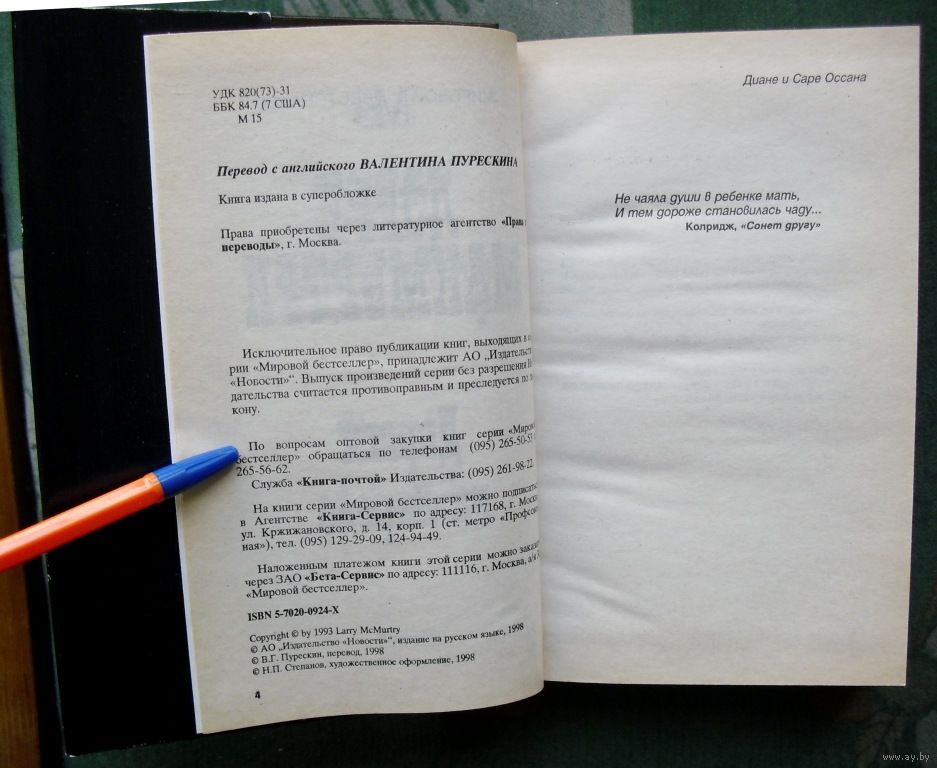 УДК 820(73)-31
ББК 84.7 (7 США)
М 15
Перевод с английского ВАЛЕНТИНА ПУРЕСКИНА
Книга издана в суперобложке
Права приобретены через литературное агентство «Права
переводы», г. Москва.
Исключительное право публикации книг, выходящих в
рии «Мировой бестселлер», принадлежит АО „Издательст
«Новости»“. Выпуск произведений серии без разрешения
дательства считается противоправным и преследуется по
кону.
По вопросам оптовой закупки книг серии «Миров
бестселлер» обращаться по телефонам (095) 265-50-5
265-56-62.
Служба «Книга-почтой» Издательства: (095) 261-98-22.
На книги серии «Мировой бестселлер» можно подписать
в Агентстве «Книга-Сервис» по адресу: 117168, г. Москв
ул. Кржижановского, д. 14, корп. 1 (ст. метро «Профсою
ная»), тел. (095) 129-29-09, 124-94-49.
Наложенным платежом книги этой серии можно заказа
через ЗАО «Бета-Сервис» по адресу: 111116, г. Москва, а/я
«Мировой бестселлер».
ISBN 5-7020-0924-X
Copyright © by 1993 Larry McMurtry
© АО „Издательство «Новости»“, издание на русском языке, 1998
© В.Г. Пурескин, перевод, 1998
© Н.П. Степанов, художественное оформление, 1998
4
Диане и Саре Оссана
Не чаяла души в ребенке мать,
И тем дороже становилась чаду...
Колридж, «Сонет другу»
www.ay.by